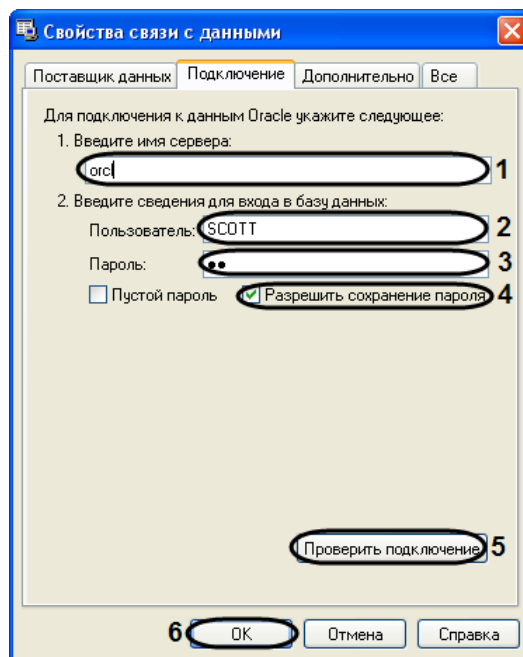 Свойства связи с данными
Поставщик данных Подключение Дополнительно Все
Для подключения к данным Oracle укажите следующее:
1. Введите имя сервера:
orcl 1
2. Введите сведения для входа в базу данных:
Пользователь: SCOTT 2
Пароль: •• 3
Пустой пароль Разрешить сохранение пароля 4
Проверить подключение 5
6 OK Отмена Справка